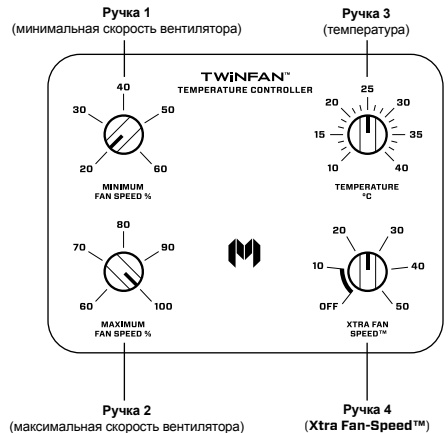 Ручка 1
(минимальная скорость вентилятора)
Ручка 3
(температура)
TWiNFAN™
TEMPERATURE CONTROLLER
40
30
50
20
60
MINIMUM
FAN SPEED %
25
20
30
15
35
10
40
TEMPERATURE
°C
80
70
90
60
100
MAXIMUM
FAN SPEED %
20
30
10
40
OFF
50
XTRA FAN
SPEED™
Ручка 2
(максимальная скорость вентилятора)
Ручка 4
(Xtra Fan-Speed™)